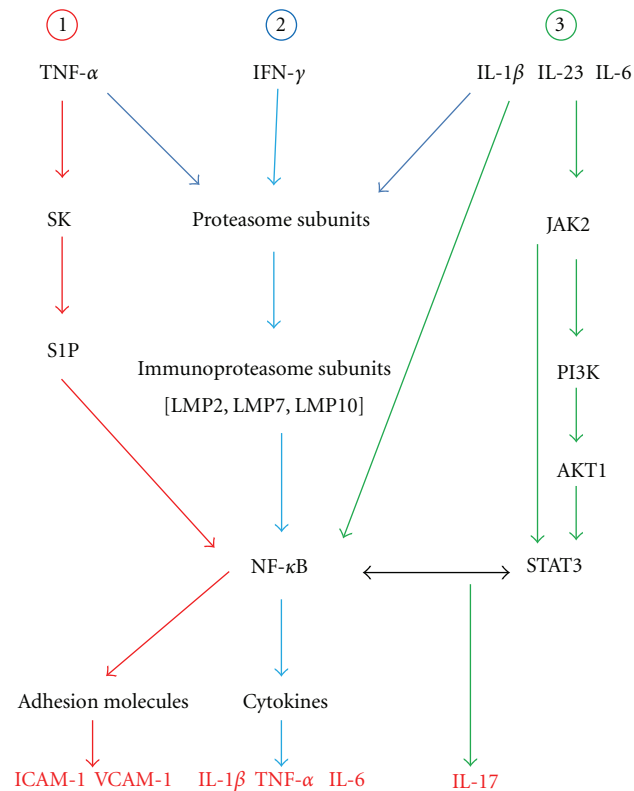 1 2 3
TNF-α IFN-γ IL-1β IL-23 IL-6
SK Proteasome subunits JAK2
S1P Immunoproteasome subunits PI3K
[LMP2, LMP7, LMP10]
AKT1
NF-κB STAT3
Adhesion molecules Cytokines
ICAM-1 VCAM-1 IL-1β TNF-α IL-6 IL-17